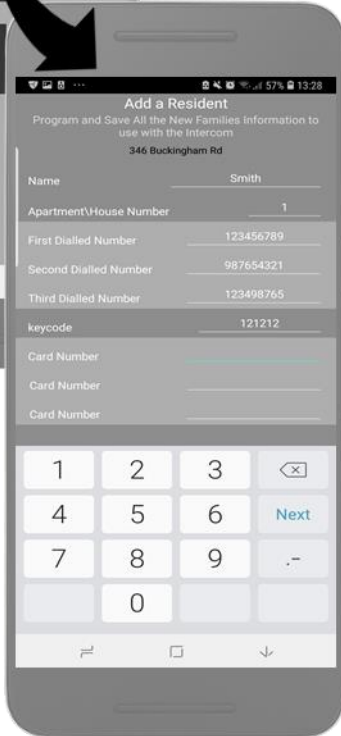 57% 13:28
Add a Resident
Program and Save All the New Families Information to
use with the Intercom
346 Buckingham Rd
Name Smith
Apartment\House Number 1
First Dialled Number 123456789
Second Dialled Number 987654321
Third Dialled Number 123498765
keycode 121212
Card Number
Card Number
Card Number
1 2 3
4 5 6 Next
7 8 9 .-
0